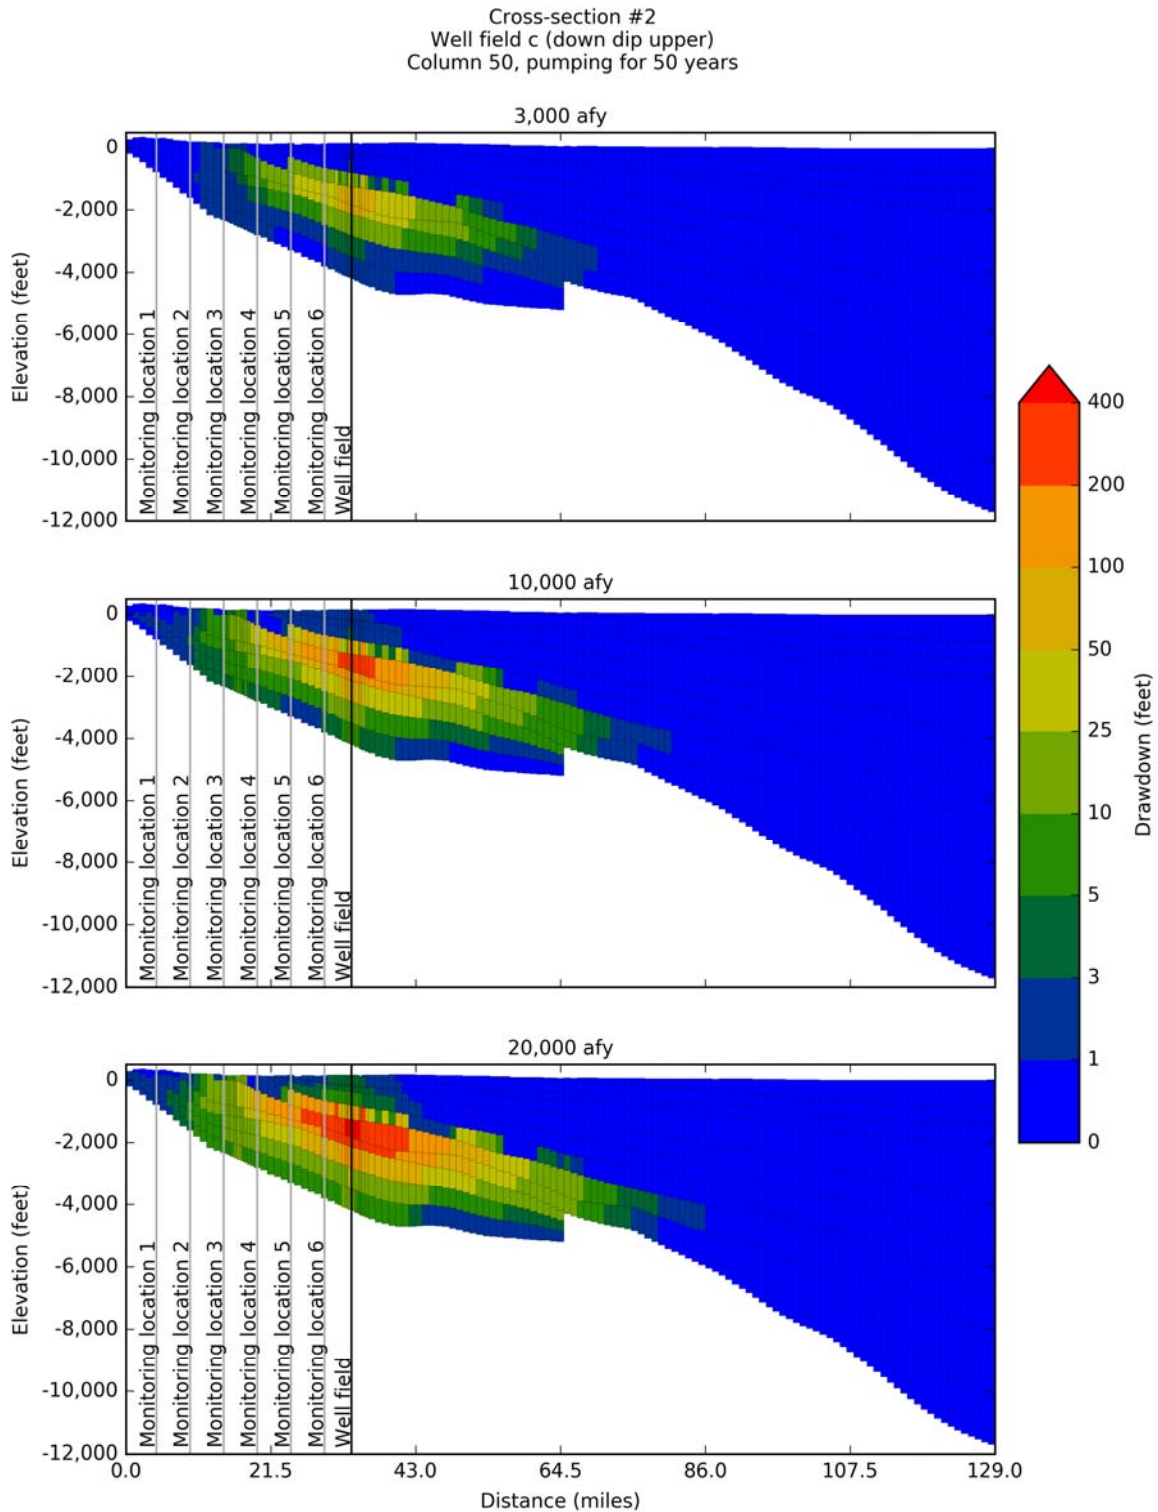 Cross-section #2
Well field c (down dip upper)
Column 50, pumping for 50 years
3,000 afy
0
-2,000
-4,000
-6,000
-8,000
-10,000
-12,000
Elevation (feet)
Monitoring location 1
Monitoring location 2
Monitoring location 3
Monitoring location 4
Monitoring location 5
Monitoring location 6
Well field
10,000 afy
0
-2,000
-4,000
-6,000
-8,000
-10,000
-12,000
Elevation (feet)
Monitoring location 1
Monitoring location 2
Monitoring location 3
Monitoring location 4
Monitoring location 5
Monitoring location 6
Well field
20,000 afy
0
-2,000
-4,000
-6,000
-8,000
-10,000
-12,000
Elevation (feet)
Monitoring location 1
Monitoring location 2
Monitoring location 3
Monitoring location 4
Monitoring location 5
Monitoring location 6
Well field
0.0 21.5 43.0 64.5 86.0 107.5 129.0
Distance (miles)
400
200
100
50
25
10
5
3
1
0
Drawdown (feet)